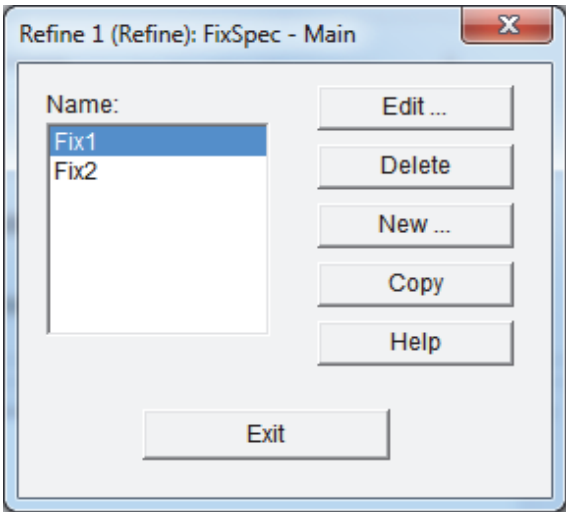 Refine 1 (Refine): FixSpec - Main
Name:
Fix1
Fix2
Edit ...
Delete
New ...
Copy
Help
Exit